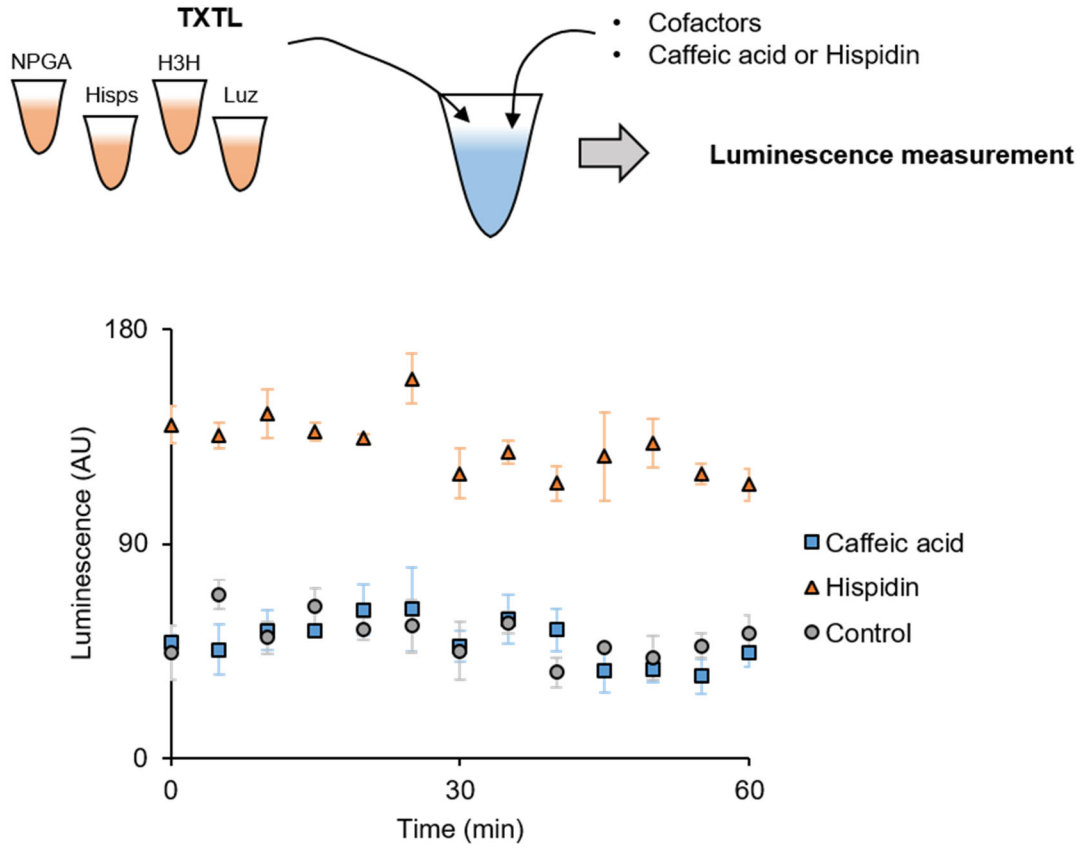 TXTL
NPGA
Hisps
H3H
Luz
• Cofactors
• Caffeic acid or Hispidin
Luminescence measurement
180
90
0
Luminescence (AU)
0
30
60
Time (min)
Caffeic acid
Hispidin
Control